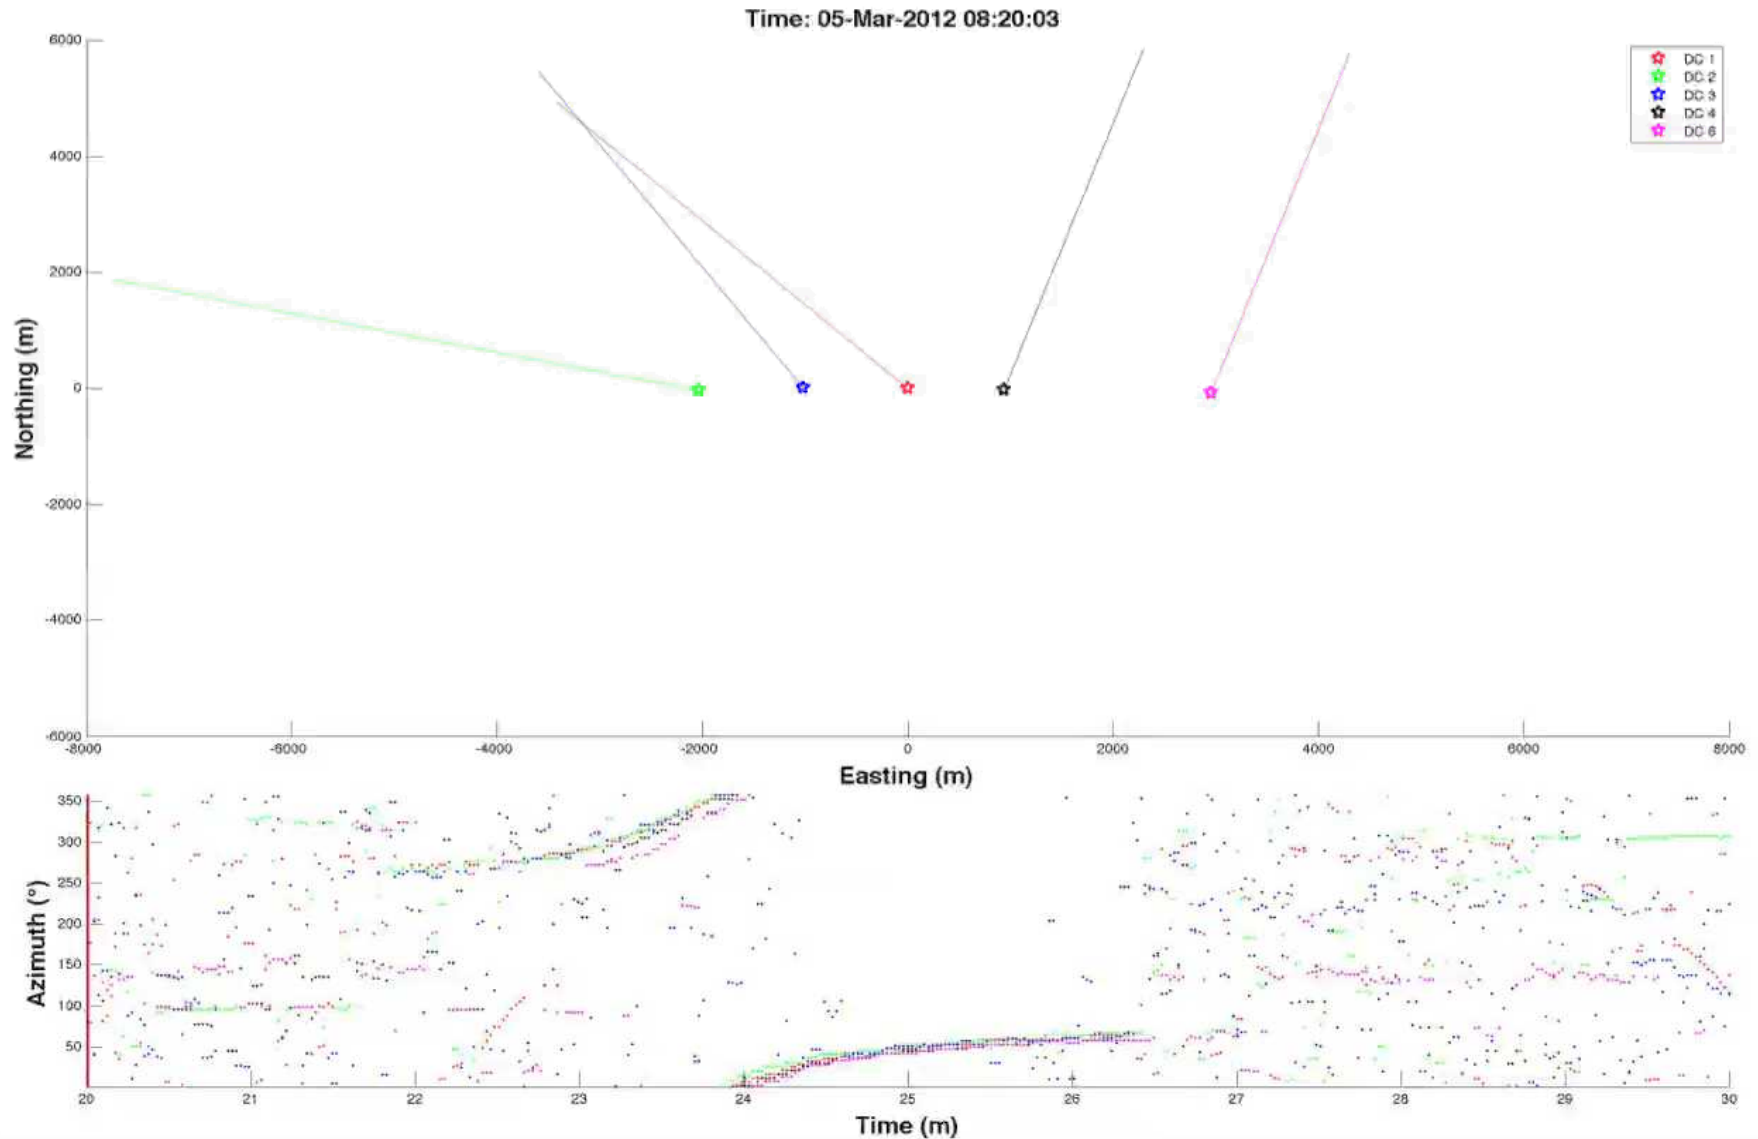 Time: 05-Mar-2012 08:20:03
6000
4000
2000
0
-2000
-4000
-6000
Northing (m)
DC 1
DC 2
DC 3
DC 4
DC 6
-8000 -6000 -4000 -2000 0 2000 4000 6000 8000
Easting (m)
350
300
250
200
150
100
50
Azimuth (°)
20 21 22 23 24 25 26 27 28 29 30
Time (m)